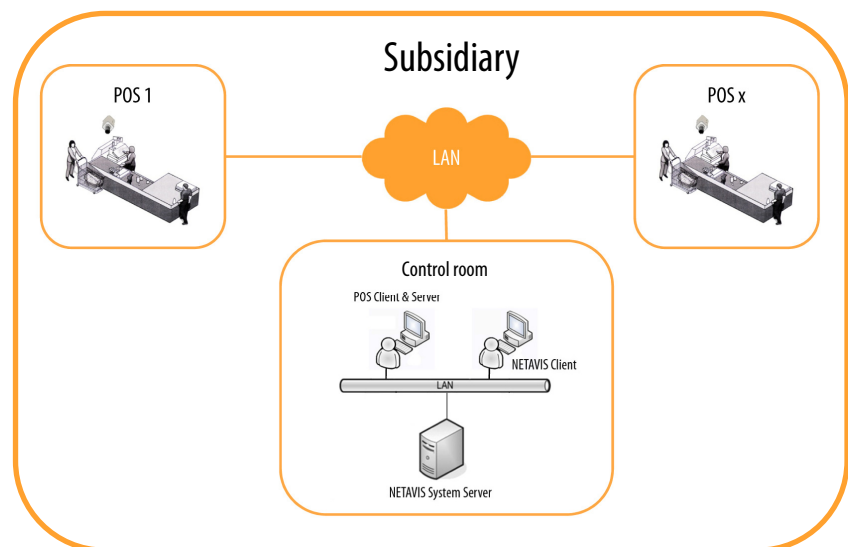 Subsidiary
POS 1
POS x
LAN
Control room
POS Client & Server
NETAVIS Client
LAN
NETAVIS System Server